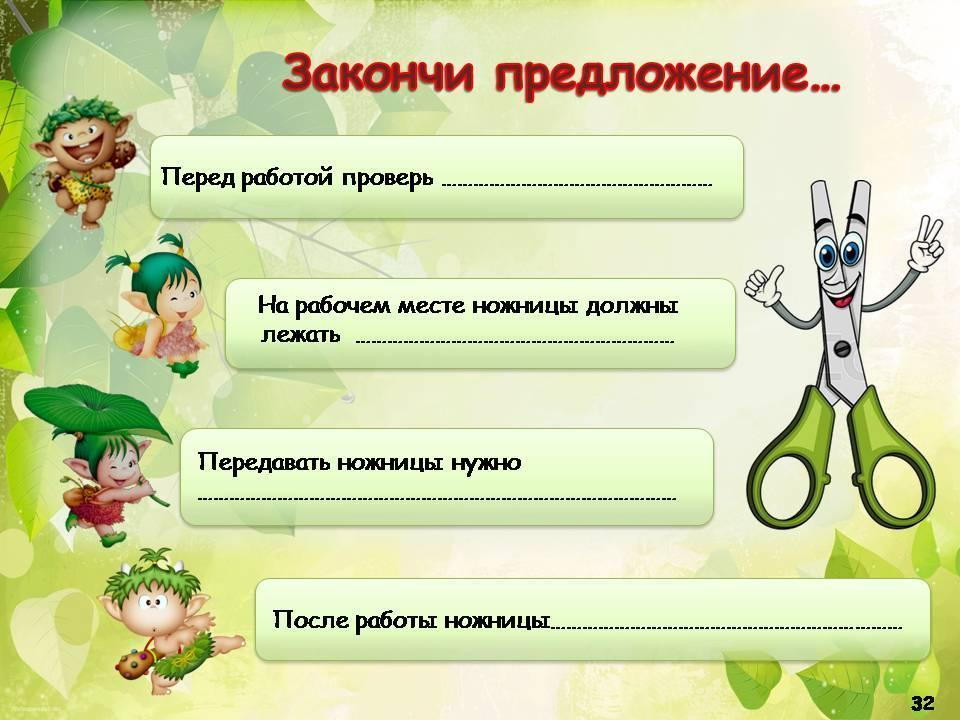 Закончи предложение...
Перед работой проверь ..................................................
На рабочем месте ножницы должны
лежать ...........................................................
Передавать ножницы нужно
.........................................................................................
После работы ножницы.................................................................
32